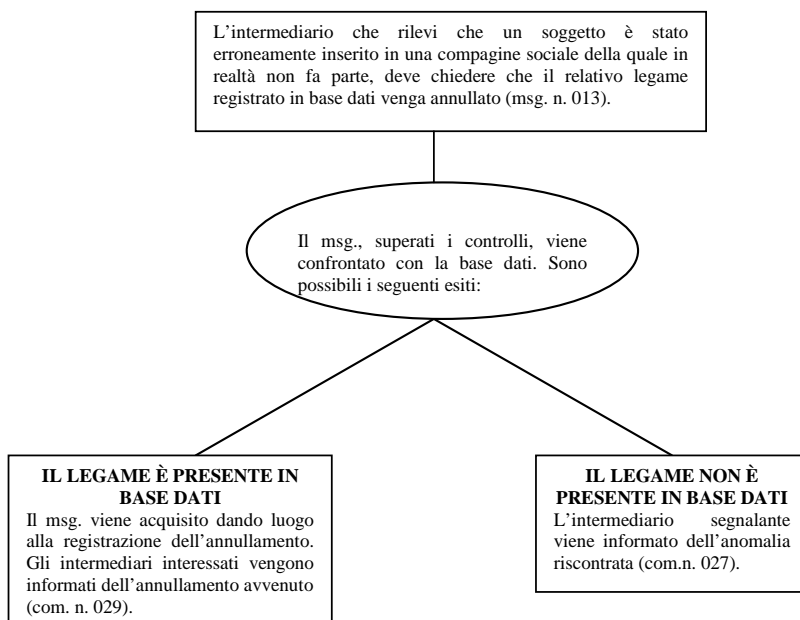 L'intermediario che rilevi che un soggetto è stato
erroneamente inserito in una compagine sociale della quale in
realtà non fa parte, deve chiedere che il relativo legame
registrato in base dati venga annullato (msg. n. 013).
Il msg., superati i controlli, viene
confrontato con la base dati. Sono
possibili i seguenti esiti:
IL LEGAME È PRESENTE IN
BASE DATI
Il msg. viene acquisito dando luogo
alla registrazione dell'annullamento.
Gli intermediari interessati vengono
informati dell'annullamento avvenuto
(com. n. 029).
IL LEGAME NON È
PRESENTE IN BASE DATI
L'intermediario segnalante
viene informato dell'anomalia
riscontrata (com.n. 027).